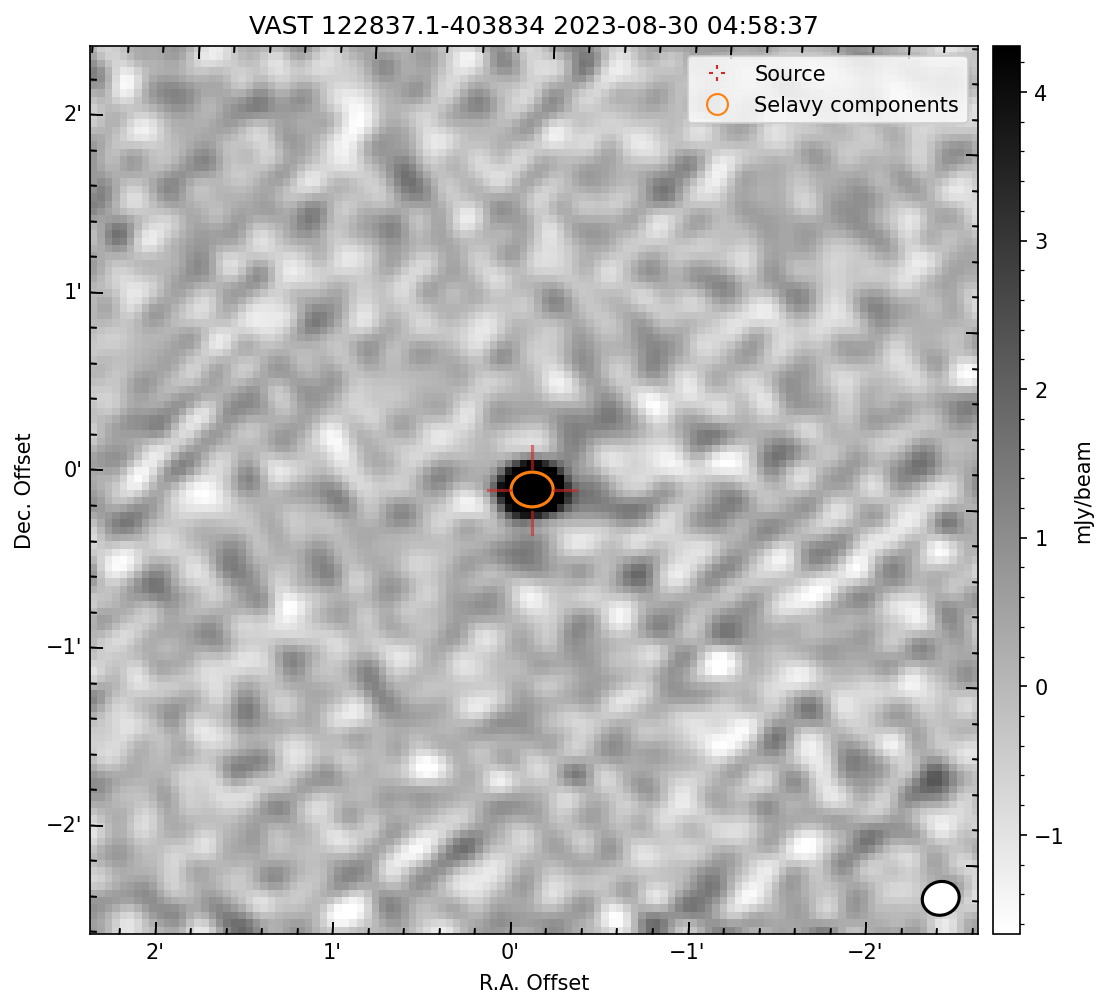 VAST 122837.1-403834 2023-08-30 04:58:37
Source
Selavy components
2'
1'
0'
−1'
−2'
Dec. Offset
2'
1'
0'
−1'
−2'
R.A. Offset
4
3
2
1
0
−1
mJy/beam